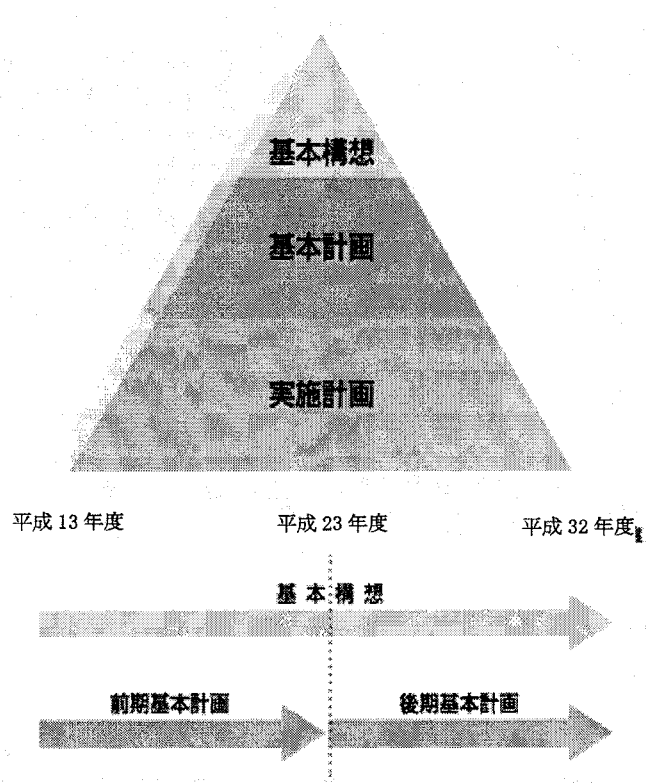 基本構想
基本計画
実施計画
平成 13 年度 平成 23 年度 平成 32 年度
基 本 構 想
前期基本計画 後期基本計画